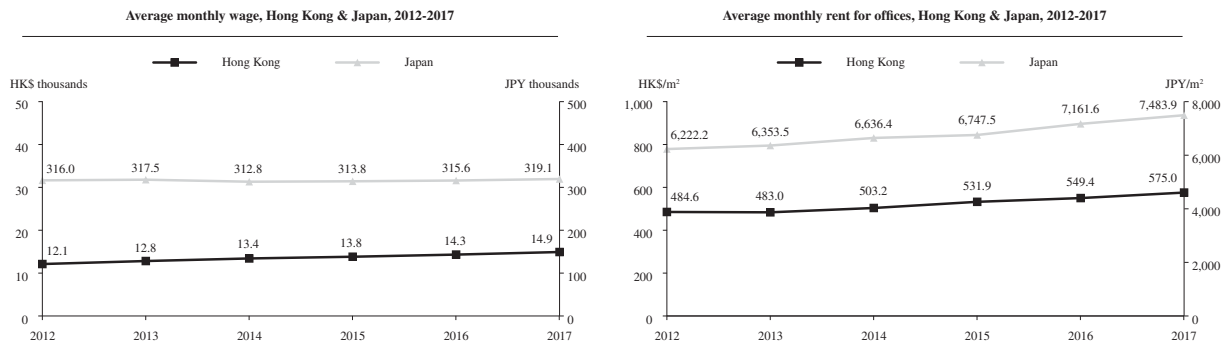 Average monthly wage, Hong Kong & Japan, 2012-2017
Hong Kong Japan
HK$ thousands JPY thousands
50 500
40 400
316.0 317.5 312.8 313.8 315.6 319.1
30 300
20 200
12.1 12.8 13.4 13.8 14.3 14.9
10 100
0 0
2012 2013 2014 2015 2016 2017
Average monthly rent for offices, Hong Kong & Japan, 2012-2017
Hong Kong Japan
HK$/m² JPY/m²
1,000 8,000
6,222.2 6,353.5 6,636.4 6,747.5 7,161.6 7,483.9
800 6,000
600 4,000
484.6 483.0 503.2 531.9 549.4 575.0
400 2,000
200
0 0
2012 2013 2014 2015 2016 2017